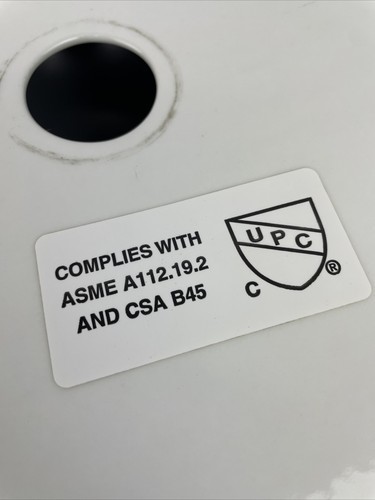 COMPLIES WITH
ASME A112.19.2
AND CSA B45
UPC
C ®